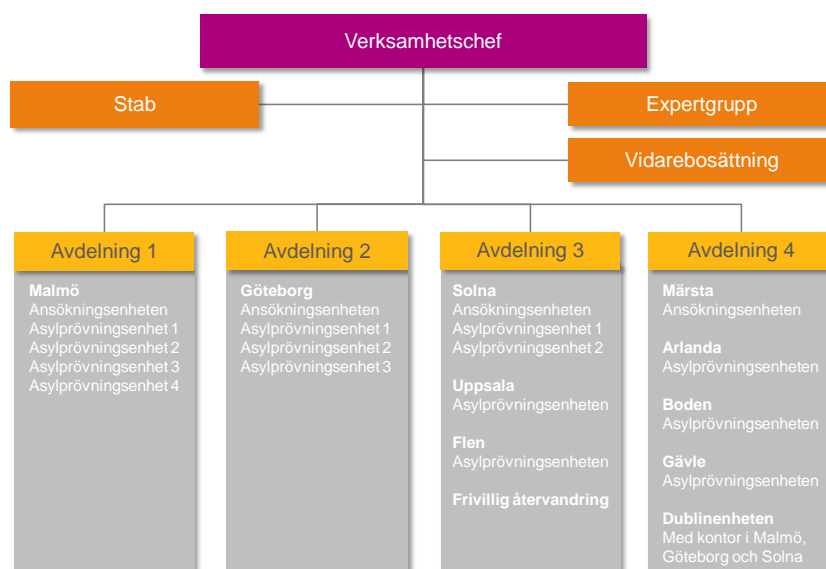 Verksamhetschef
Stab
Expertgrupp
Vidarebosättning
Avdelning 1
Malmö
Ansökningsenheten
Asylprövningsenhet 1
Asylprövningsenhet 2
Asylprövningsenhet 3
Asylprövningsenhet 4
Avdelning 2
Göteborg
Ansökningsenheten
Asylprövningsenhet 1
Asylprövningsenhet 2
Asylprövningsenhet 3
Avdelning 3
Solna
Ansökningsenheten
Asylprövningsenhet 1
Asylprövningsenhet 2
Uppsala
Asylprövningsenheten
Flen
Asylprövningsenheten
Frivillig återvandring
Avdelning 4
Märsta
Ansökningsenheten
Arlanda
Asylprövningsenheten
Boden
Asylprövningsenheten
Gävle
Asylprövningsenheten
Dublinenheten
Med kontor i Malmö,
Göteborg och Solna